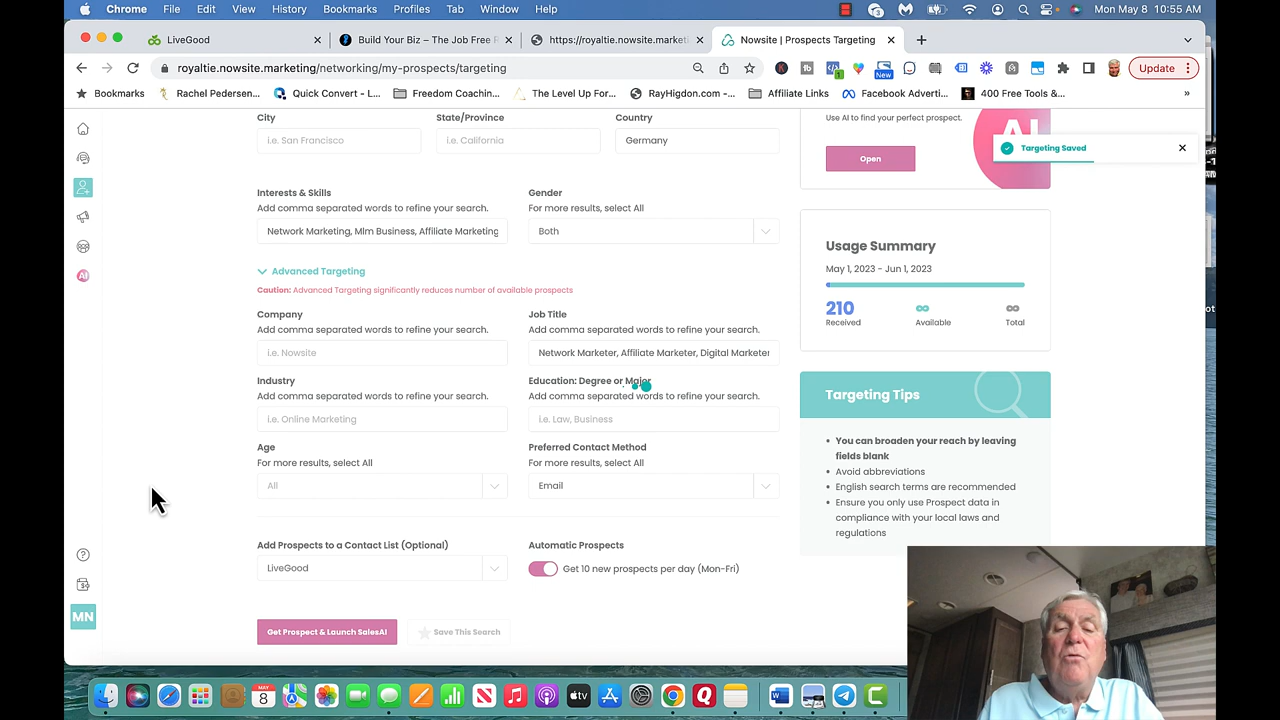 Chrome File Edit View History Bookmarks Profiles Tab Window Help Mon May 8 10:55 AM
LiveGood
Build Your Biz – The Job Free R
https://royaltie.nowsite.market
Nowsite | Prospects Targeting
royaltie.nowsite.marketing/networking/my-prospects/targeting
New
1
Update
Bookmarks
Rachel Pedersen...
Quick Convert - L...
Freedom Coachin...
The Level Up For...
RayHigdon.com -...
Affiliate Links
Facebook Adverti...
400 Free Tools &...
»
City State/Province Country
i.e. San Francisco i.e. California Germany
Interests & Skills
Add comma separated words to refine your search.
Network Marketing, Mlm Business, Affiliate Marketing
Gender
For more results, select All
Both
Advanced Targeting
Caution: Advanced Targeting significantly reduces number of available prospects
Company
Add comma separated words to refine your search.
i.e. Nowsite
Job Title
Add comma separated words to refine your search.
Network Marketer, Affiliate Marketer, Digital Marketer
Industry
Add comma separated words to refine your search.
i.e. Online Marketing
Education: Degree or Major
Add comma separated words to refine your search.
i.e. Law, Business
Age
For more results, select All
All
Preferred Contact Method
For more results, select All
Email
Add Prospects to a Contact List (Optional)
LiveGood
Automatic Prospects
Get 10 new prospects per day (Mon-Fri)
Get Prospect & Launch SalesAI
Save This Search
Use AI to find your perfect prospect.
Open
AI
Targeting Saved
Usage Summary
May 1, 2023 - Jun 1, 2023
210
Received
∞
Available
∞
Total
Targeting Tips
• You can broaden your reach by leaving
fields blank
• Avoid abbreviations
• English search terms are recommended
• Ensure you only use Prospect data in
compliance with your local laws and
regulations
AI
MN
MAY
8